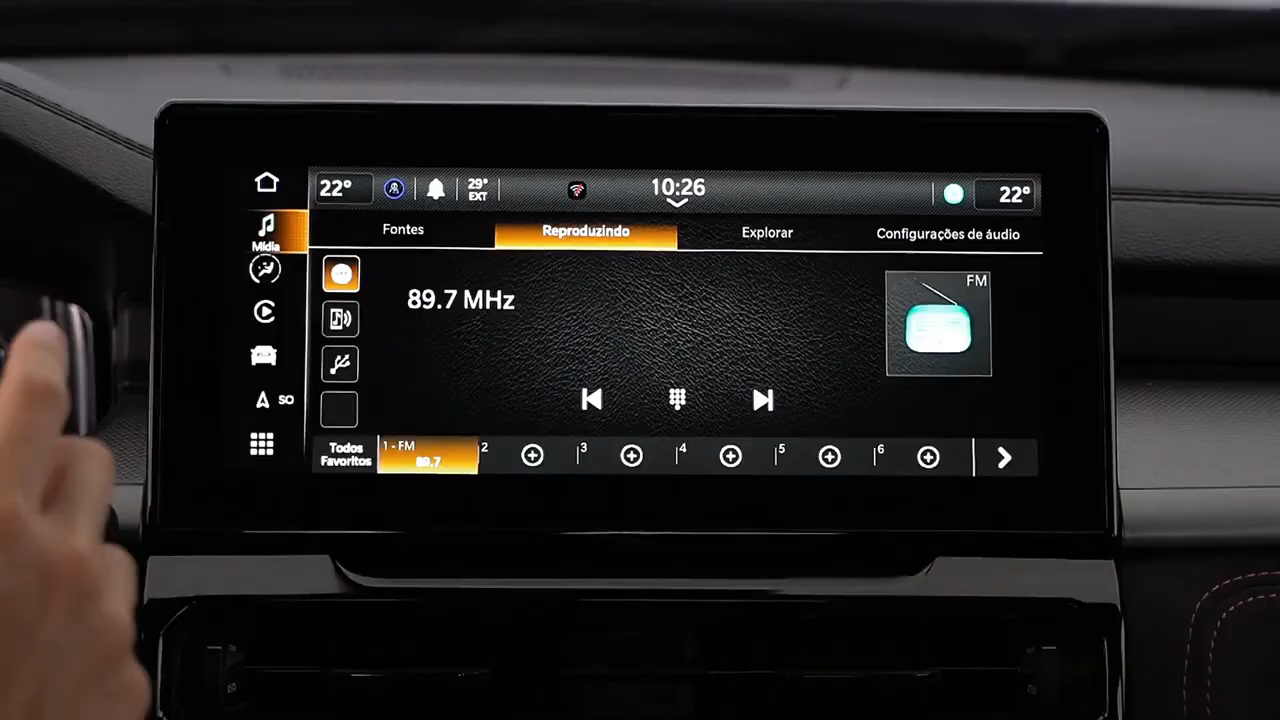 22°
29°
EXT
10:26
22°
Mídia
Fontes
Reproduzindo
Explorar
Configurações de áudio
89.7 MHz
FM
SO
Todos
Favoritos
1 - FM
89.7
2
3
4
5
6